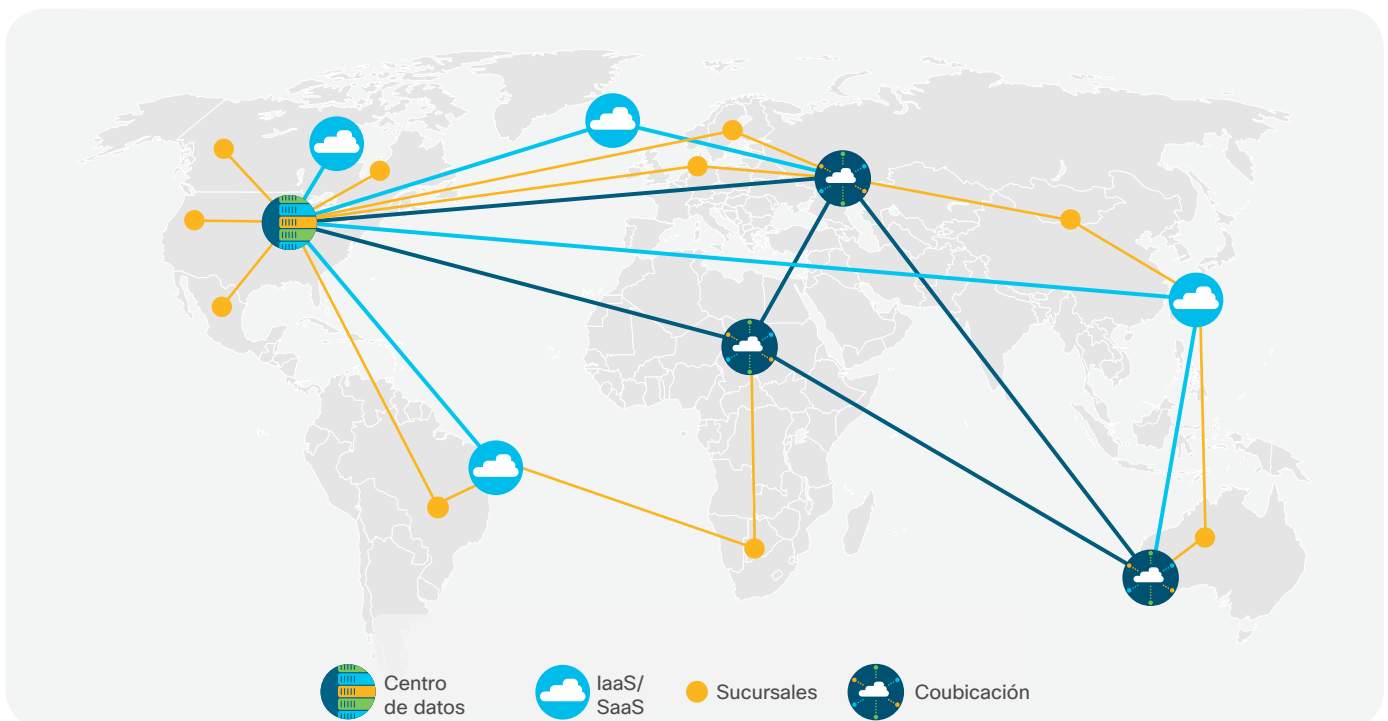 Centro
de datos
IaaS/
SaaS
Sucursales
Coubicación